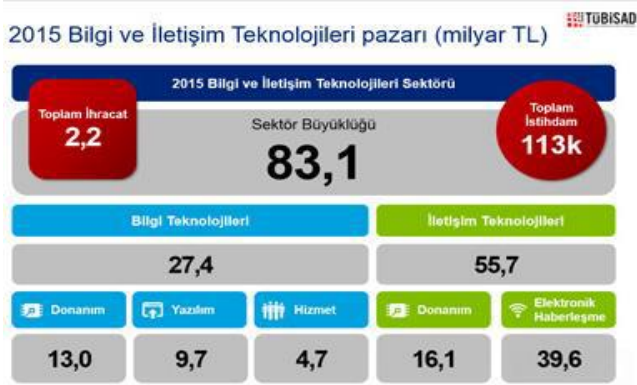 TÜBİSAD
2015 Bilgi ve İletişim Teknolojileri pazarı (milyar TL)
2015 Bilgi ve İletişim Teknolojileri Sektörü
Toplam İhracat
2,2
Sektör Büyüklüğü
83,1
Toplam
İstihdam
113k
Bilgi Teknolojileri
İletişim Teknolojileri
27,4
55,7
Donanım
Yazılım
Hizmet
Donanım
Elektronik
Haberleşme
13,0
9,7
4,7
16,1
39,6